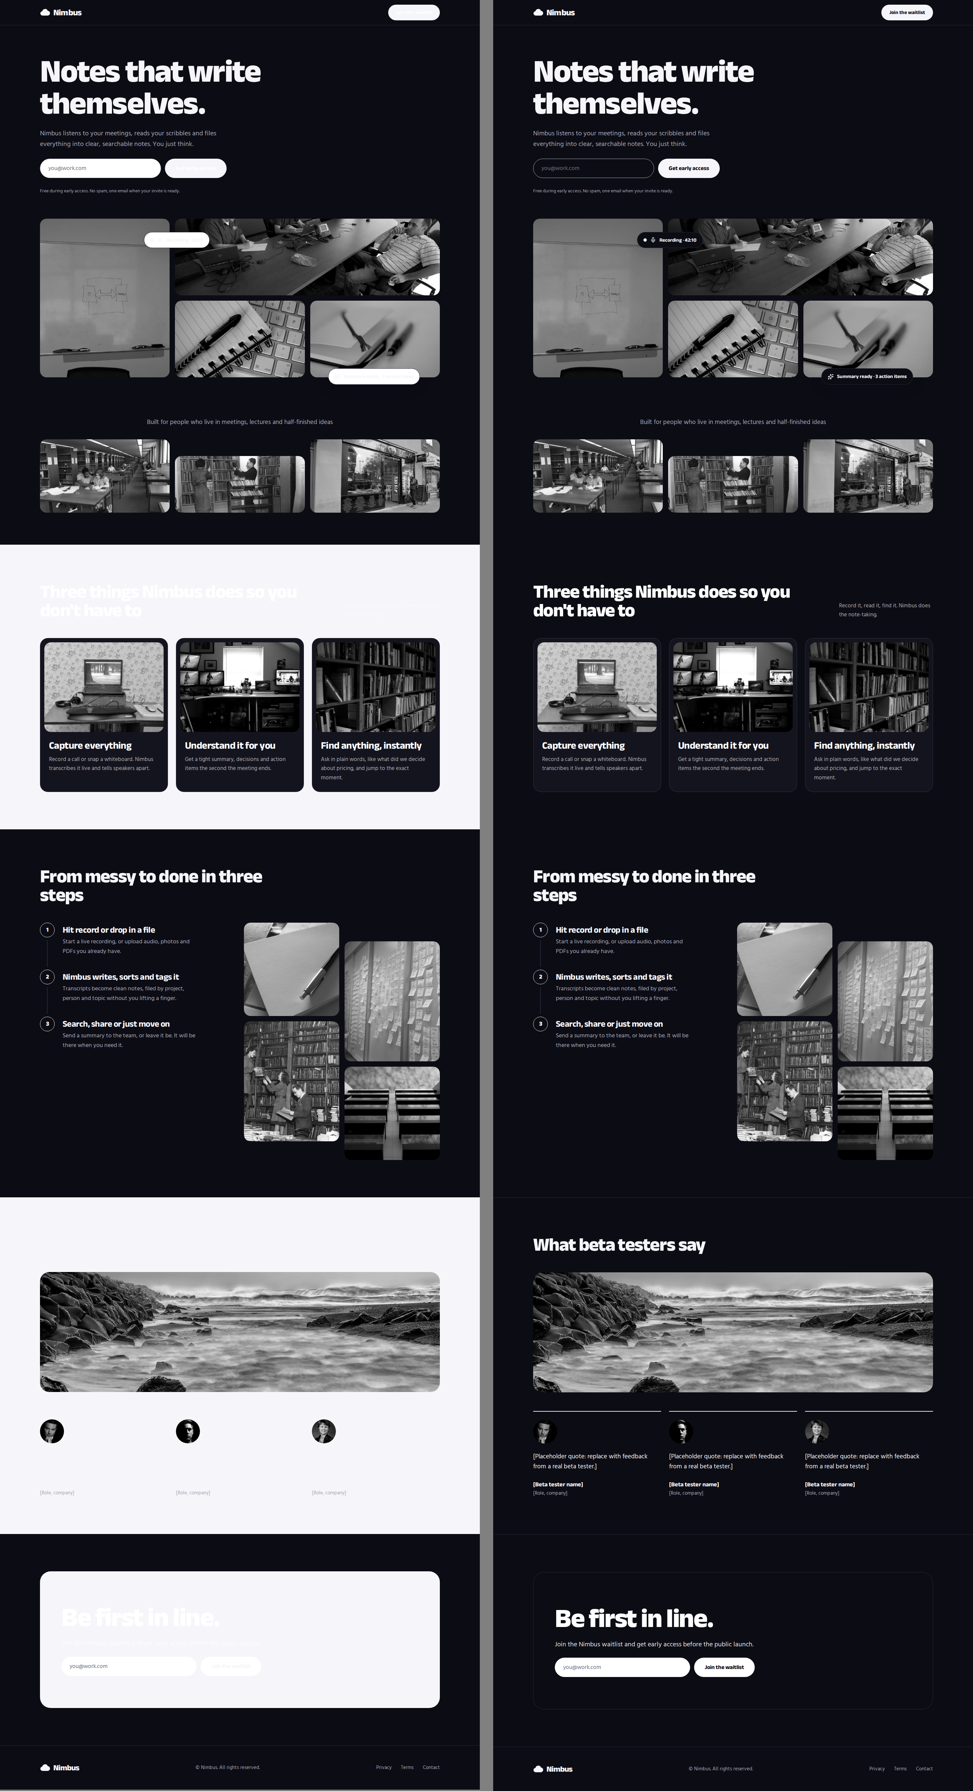 Nimbus
Notes that write
themselves.
Nimbus listens to your meetings, reads your scribbles and files
everything into clear, searchable notes. You just think.
you@work.com
Free during early access. No spam, one email when your invite is ready.
Built for people who live in meetings, lectures and half-finished ideas
Three things Nimbus does so you
don't have to
Capture everything
Record a call or snap a whiteboard. Nimbus
transcribes it live and tells speakers apart.
Understand it for you
Get a tight summary, decisions and action
items the second the meeting ends.
Find anything, instantly
Ask in plain words, like what did we decide
about pricing, and jump to the exact
moment.
From messy to done in three
steps
1
Hit record or drop in a file
Start a live recording, or upload audio, photos and
PDFs you already have.
2
Nimbus writes, sorts and tags it
Transcripts become clean notes, filed by project,
person and topic without you lifting a finger.
3
Search, share or just move on
Send a summary to the team, or leave it be. It will be
there when you need it.
[Role, company]
[Role, company]
[Role, company]
Be first in line.
you@work.com
Nimbus
© Nimbus. All rights reserved.
Privacy
Terms
Contact
Nimbus
Join the waitlist
Notes that write
themselves.
Nimbus listens to your meetings, reads your scribbles and files
everything into clear, searchable notes. You just think.
you@work.com
Get early access
Free during early access. No spam, one email when your invite is ready.
Recording · 42:10
Summary ready · 3 action items
Built for people who live in meetings, lectures and half-finished ideas
Three things Nimbus does so you
don't have to
Record it, read it, find it, Nimbus does
the note-taking.
Capture everything
Record a call or snap a whiteboard. Nimbus
transcribes it live and tells speakers apart.
Understand it for you
Get a tight summary, decisions and action
items the second the meeting ends.
Find anything, instantly
Ask in plain words, like what did we decide
about pricing, and jump to the exact
moment.
From messy to done in three
steps
1
Hit record or drop in a file
Start a live recording, or upload audio, photos and
PDFs you already have.
2
Nimbus writes, sorts and tags it
Transcripts become clean notes, filed by project,
person and topic without you lifting a finger.
3
Search, share or just move on
Send a summary to the team, or leave it be. It will be
there when you need it.
What beta testers say
[Placeholder quote: replace with feedback
from a real beta tester.]
[Beta tester name]
[Role, company]
[Placeholder quote: replace with feedback
from a real beta tester.]
[Beta tester name]
[Role, company]
[Placeholder quote: replace with feedback
from a real beta tester.]
[Beta tester name]
[Role, company]
Be first in line.
Join the Nimbus waitlist and get early access before the public launch.
you@work.com
Join the waitlist
Nimbus
© Nimbus. All rights reserved.
Privacy
Terms
Contact